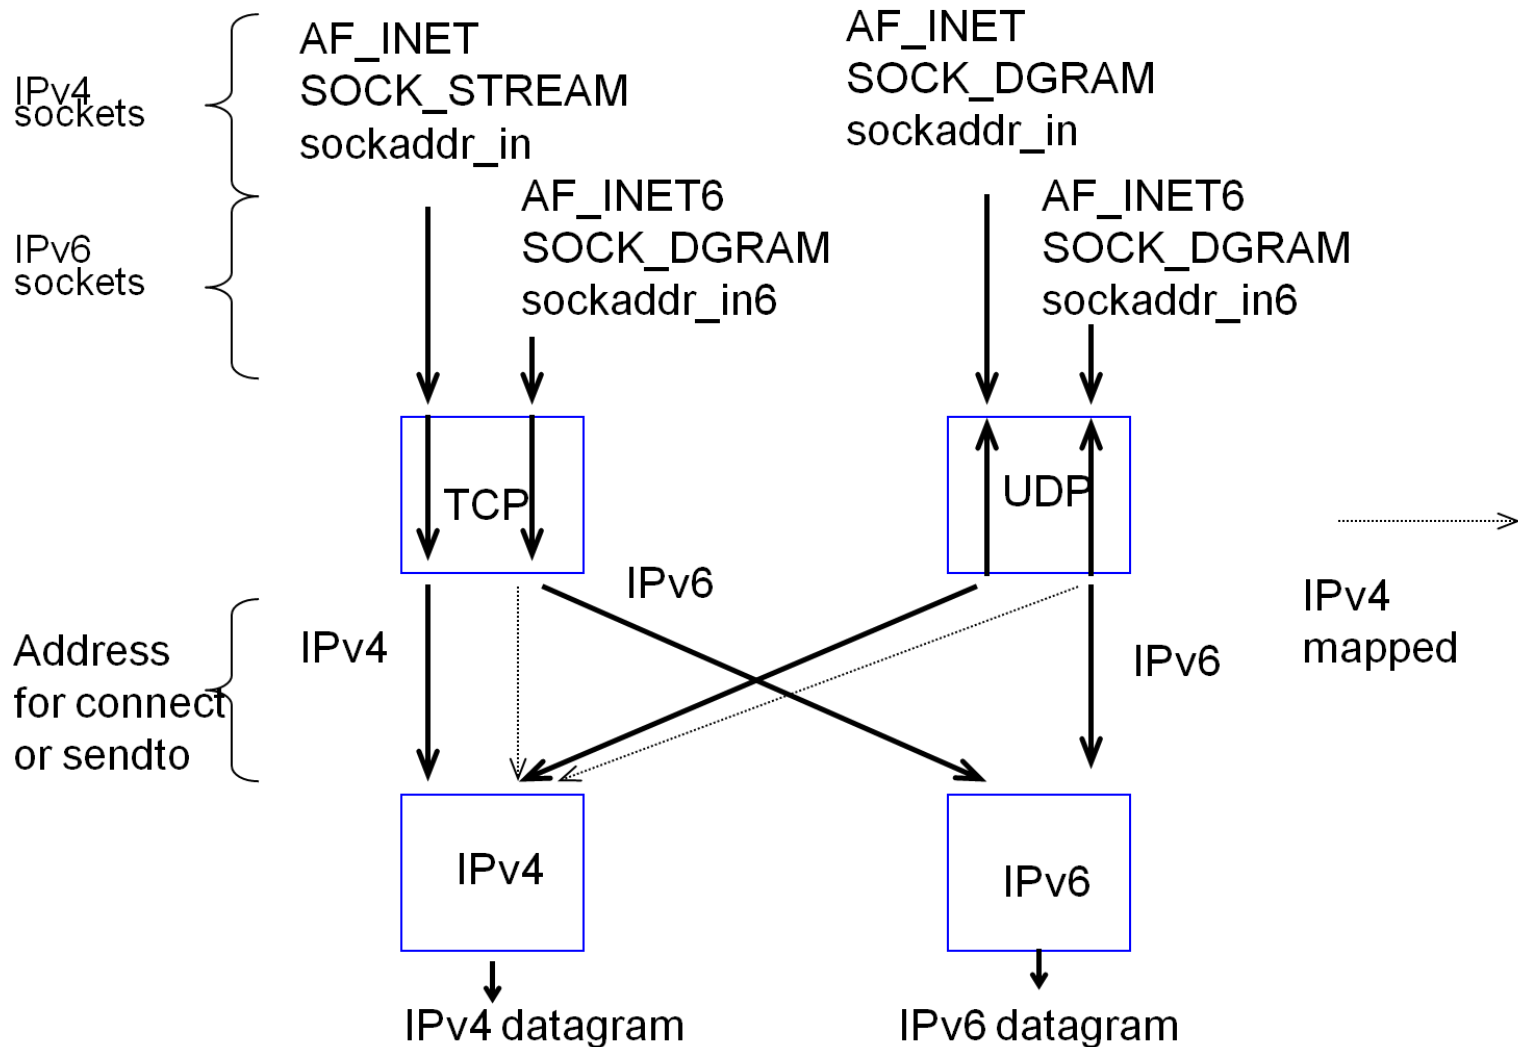 IPv4
sockets
AF_INET
SOCK_STREAM
sockaddr_in
AF_INET
SOCK_DGRAM
sockaddr_in
IPv6
sockets
AF_INET6
SOCK_DGRAM
sockaddr_in6
AF_INET6
SOCK_DGRAM
sockaddr_in6
TCP
UDP
IPv4
mapped
Address
for connect
or sendto
IPv4
IPv6
IPv6
IPv4
IPv6
IPv4 datagram
IPv6 datagram